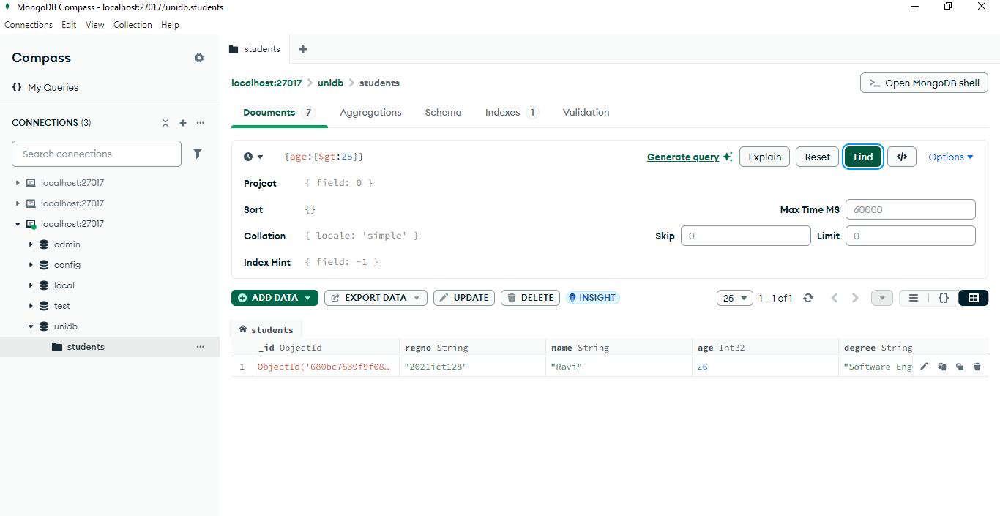 MongoDB Compass - localhost:27017/unidb.students
Connections Edit View Collection Help
Compass
{} My Queries
CONNECTIONS (3)
Search connections
localhost:27017
localhost:27017
localhost:27017
admin
config
local
test
unidb
students
students
localhost:27017 > unidb > students
>_ Open MongoDB shell
Documents 7 Aggregations Schema Indexes 1 Validation
{age:{$gt:25}}
Generate query Explain Reset Find </> Options
Project { field: 0 }
Sort {} Max Time MS 60000
Collation { locale: 'simple' } Skip 0 Limit 0
Index Hint { field: -1 }
ADD DATA EXPORT DATA UPDATE DELETE INSIGHT 25 1 – 1 of 1 {}
students
_id ObjectId regno String name String age Int32 degree String
1 ObjectId('680bc7839f9f08… "2021ict128" "Ravi" 26 "Software Eng